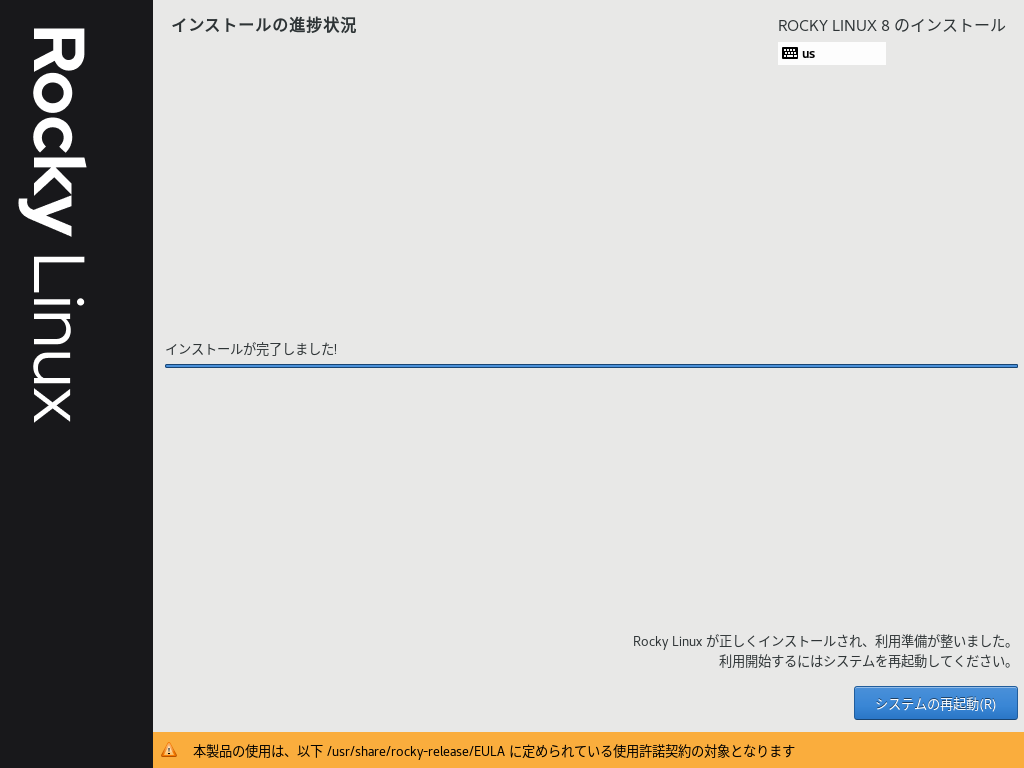 Rocky Linux
インストールの進捗状況
ROCKY LINUX 8 のインストール
us
インストールが完了しました!
Rocky Linux が正しくインストールされ、利用準備が整いました。
利用開始するにはシステムを再起動してください。
システムの再起動(R)
本製品の使用は、以下 /usr/share/rocky-release/EULA に定められている使用許諾契約の対象となります